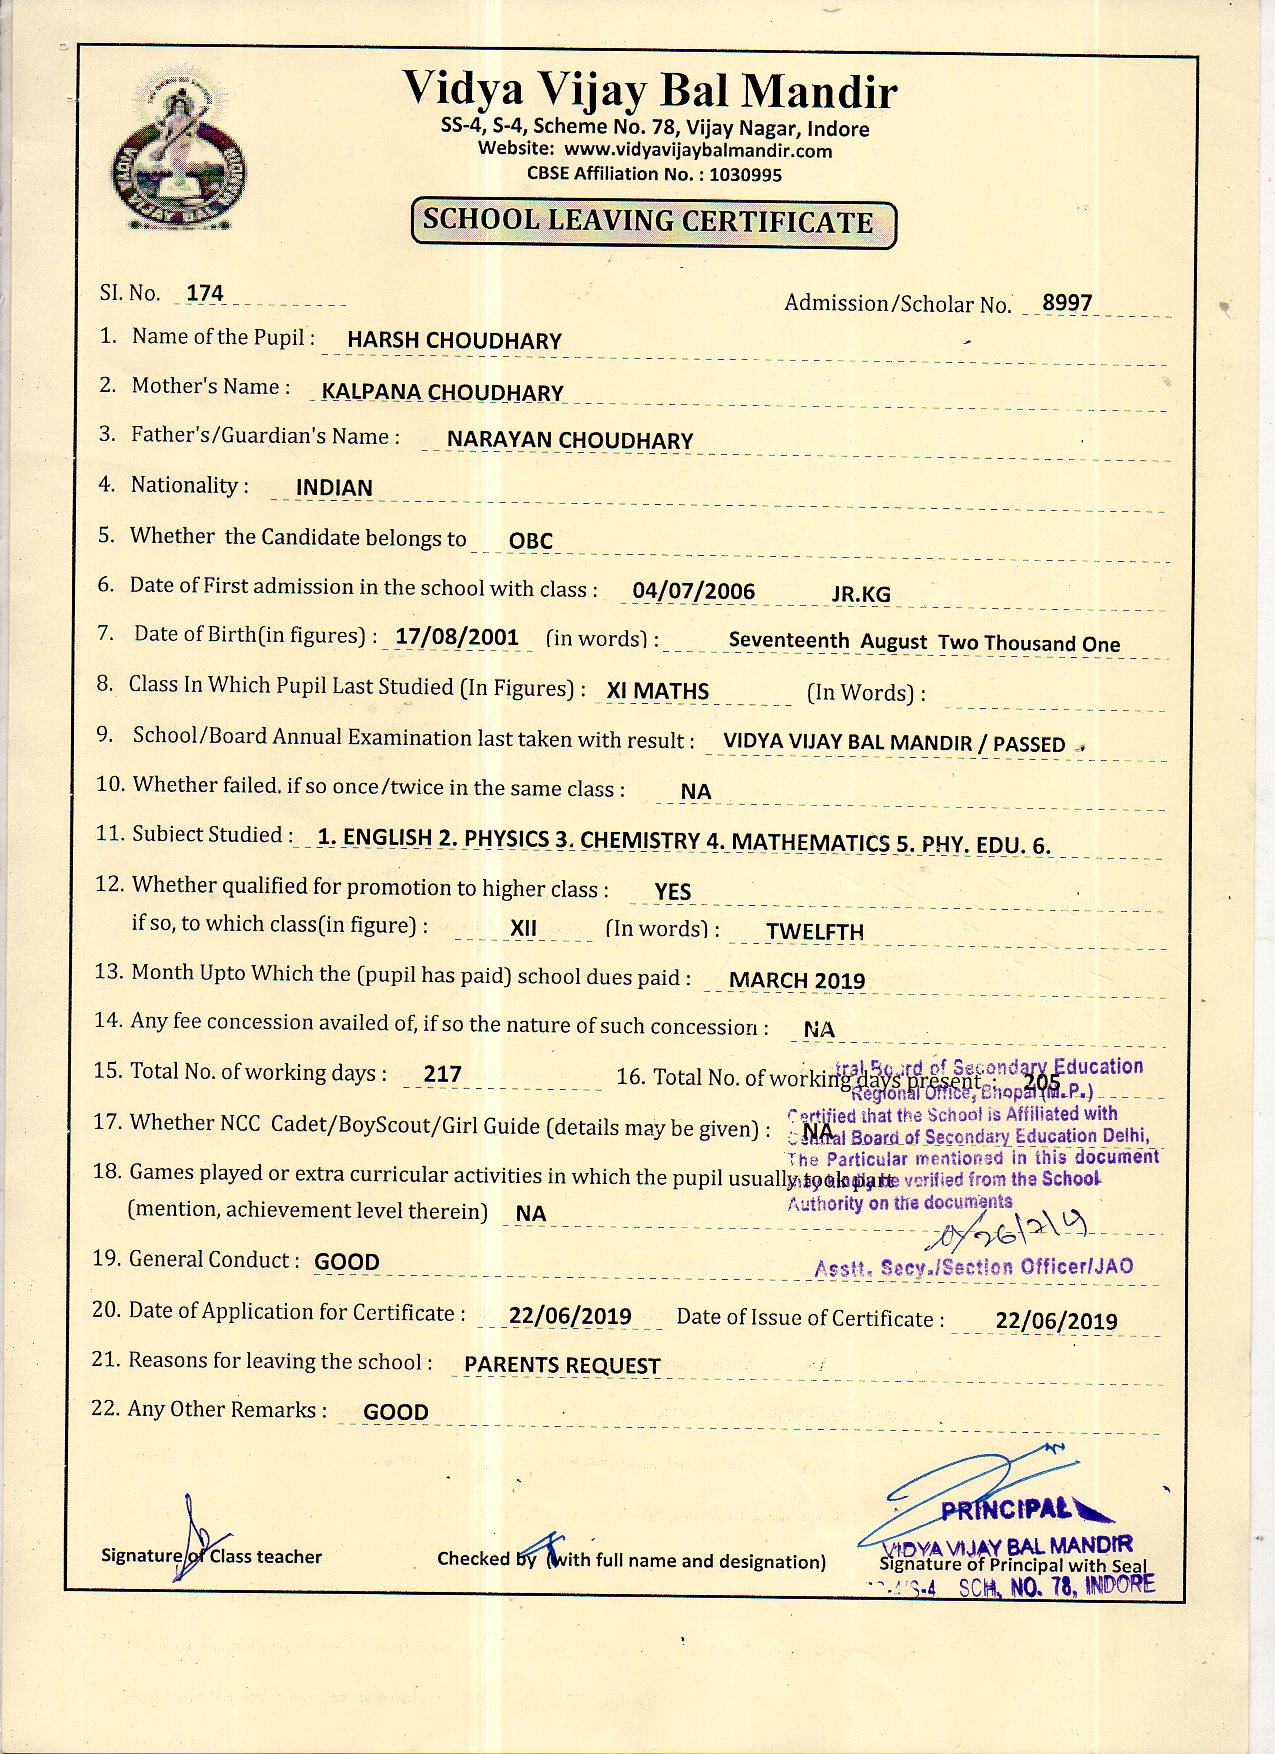 Vidya Vijay Bal Mandir
SS-4, S-4, Scheme No. 78, Vijay Nagar, Indore
Website: www.vidyavijaybalmandir.com
CBSE Affiliation No. : 1030995
SCHOOL LEAVING CERTIFICATE
SI. No. 174
Admission/Scholar No. 8997
1. Name of the Pupil : HARSH CHOUDHARY
2. Mother's Name : KALPANA CHOUDHARY
3. Father's/Guardian's Name : NARAYAN CHOUDHARY
4. Nationality : INDIAN
5. Whether the Candidate belongs to OBC
6. Date of First admission in the school with class : 04/07/2006 JR.KG
7. Date of Birth(in figures) : 17/08/2001 (in words) : Seventeenth August Two Thousand One
8. Class In Which Pupil Last Studied (In Figures) : XI MATHS (In Words) :
9. School/Board Annual Examination last taken with result : VIDYA VIJAY BAL MANDIR / PASSED
10. Whether failed. if so once/twice in the same class : NA
11. Subject Studied : 1. ENGLISH 2. PHYSICS 3. CHEMISTRY 4. MATHEMATICS 5. PHY. EDU. 6.
12. Whether qualified for promotion to higher class : YES
if so, to which class(in figure) : XII (In words) : TWELFTH
13. Month Upto Which the (pupil has paid) school dues paid : MARCH 2019
14. Any fee concession availed of, if so the nature of such concession : NA
15. Total No. of working days : 217 16. Total No. of working days present : 205
17. Whether NCC Cadet/BoyScout/Girl Guide (details may be given) : NA
18. Games played or extra curricular activities in which the pupil usually took part
(mention, achievement level therein) NA
tral Board of Secondary Education
Regional Office, Bhopal (M.P.)
Certified that the School is Affiliated with
Central Board of Secondary Education Delhi,
The Particular mentioned in this document
may kindly be verified from the School
Authority on the documents
Asstt. Secy./Section Officer/JAO
19. General Conduct : GOOD
20. Date of Application for Certificate : 22/06/2019 Date of Issue of Certificate : 22/06/2019
21. Reasons for leaving the school : PARENTS REQUEST
22. Any Other Remarks : GOOD
PRINCIPAL
VIDYA VIJAY BAL MANDIR
Signature of Class teacher
Checked by (with full name and designation)
Signature of Principal with Seal
S-4 SCH. NO. 78, INDORE